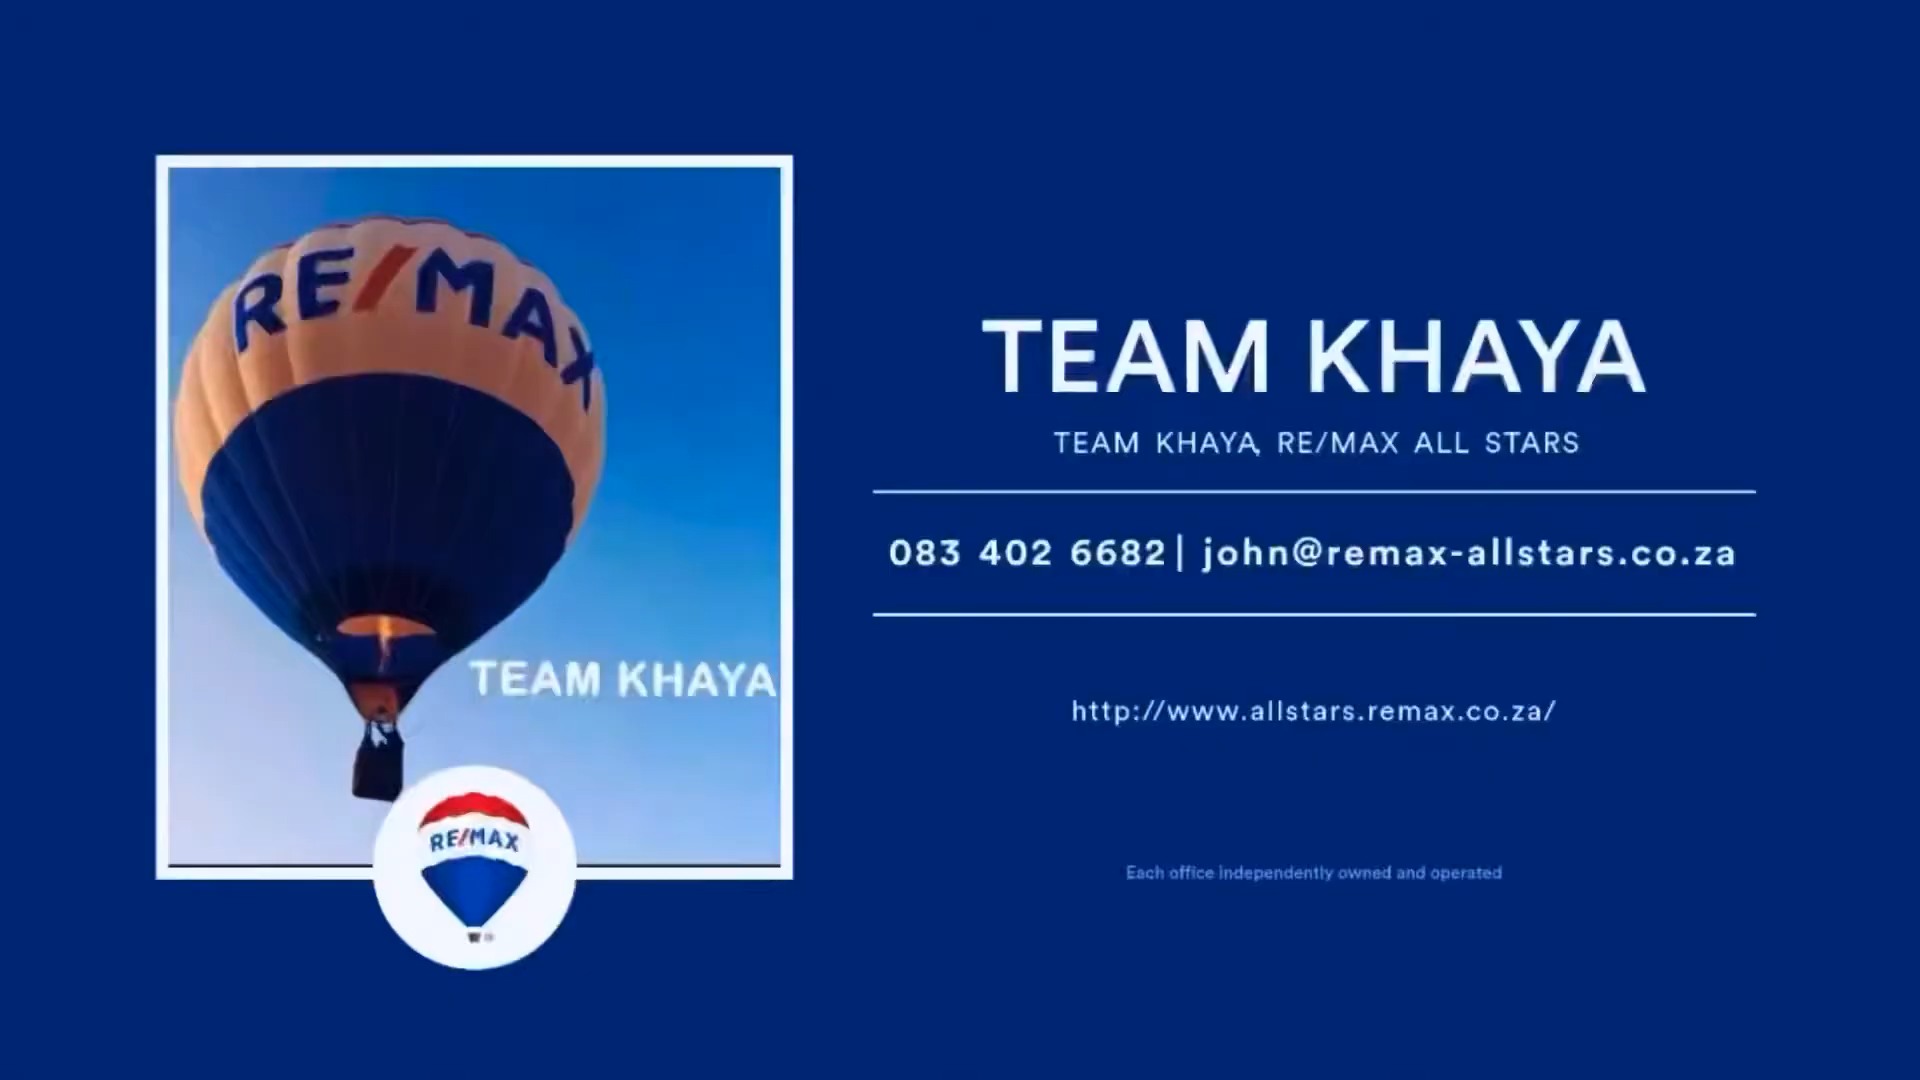 RE/MAX
TEAM KHAYA
RE/MAX
TEAM KHAYA
TEAM KHAYA, RE/MAX ALL STARS
083 402 6682| john@remax-allstars.co.za
http://www.allstars.remax.co.za/
Each office independently owned and operated